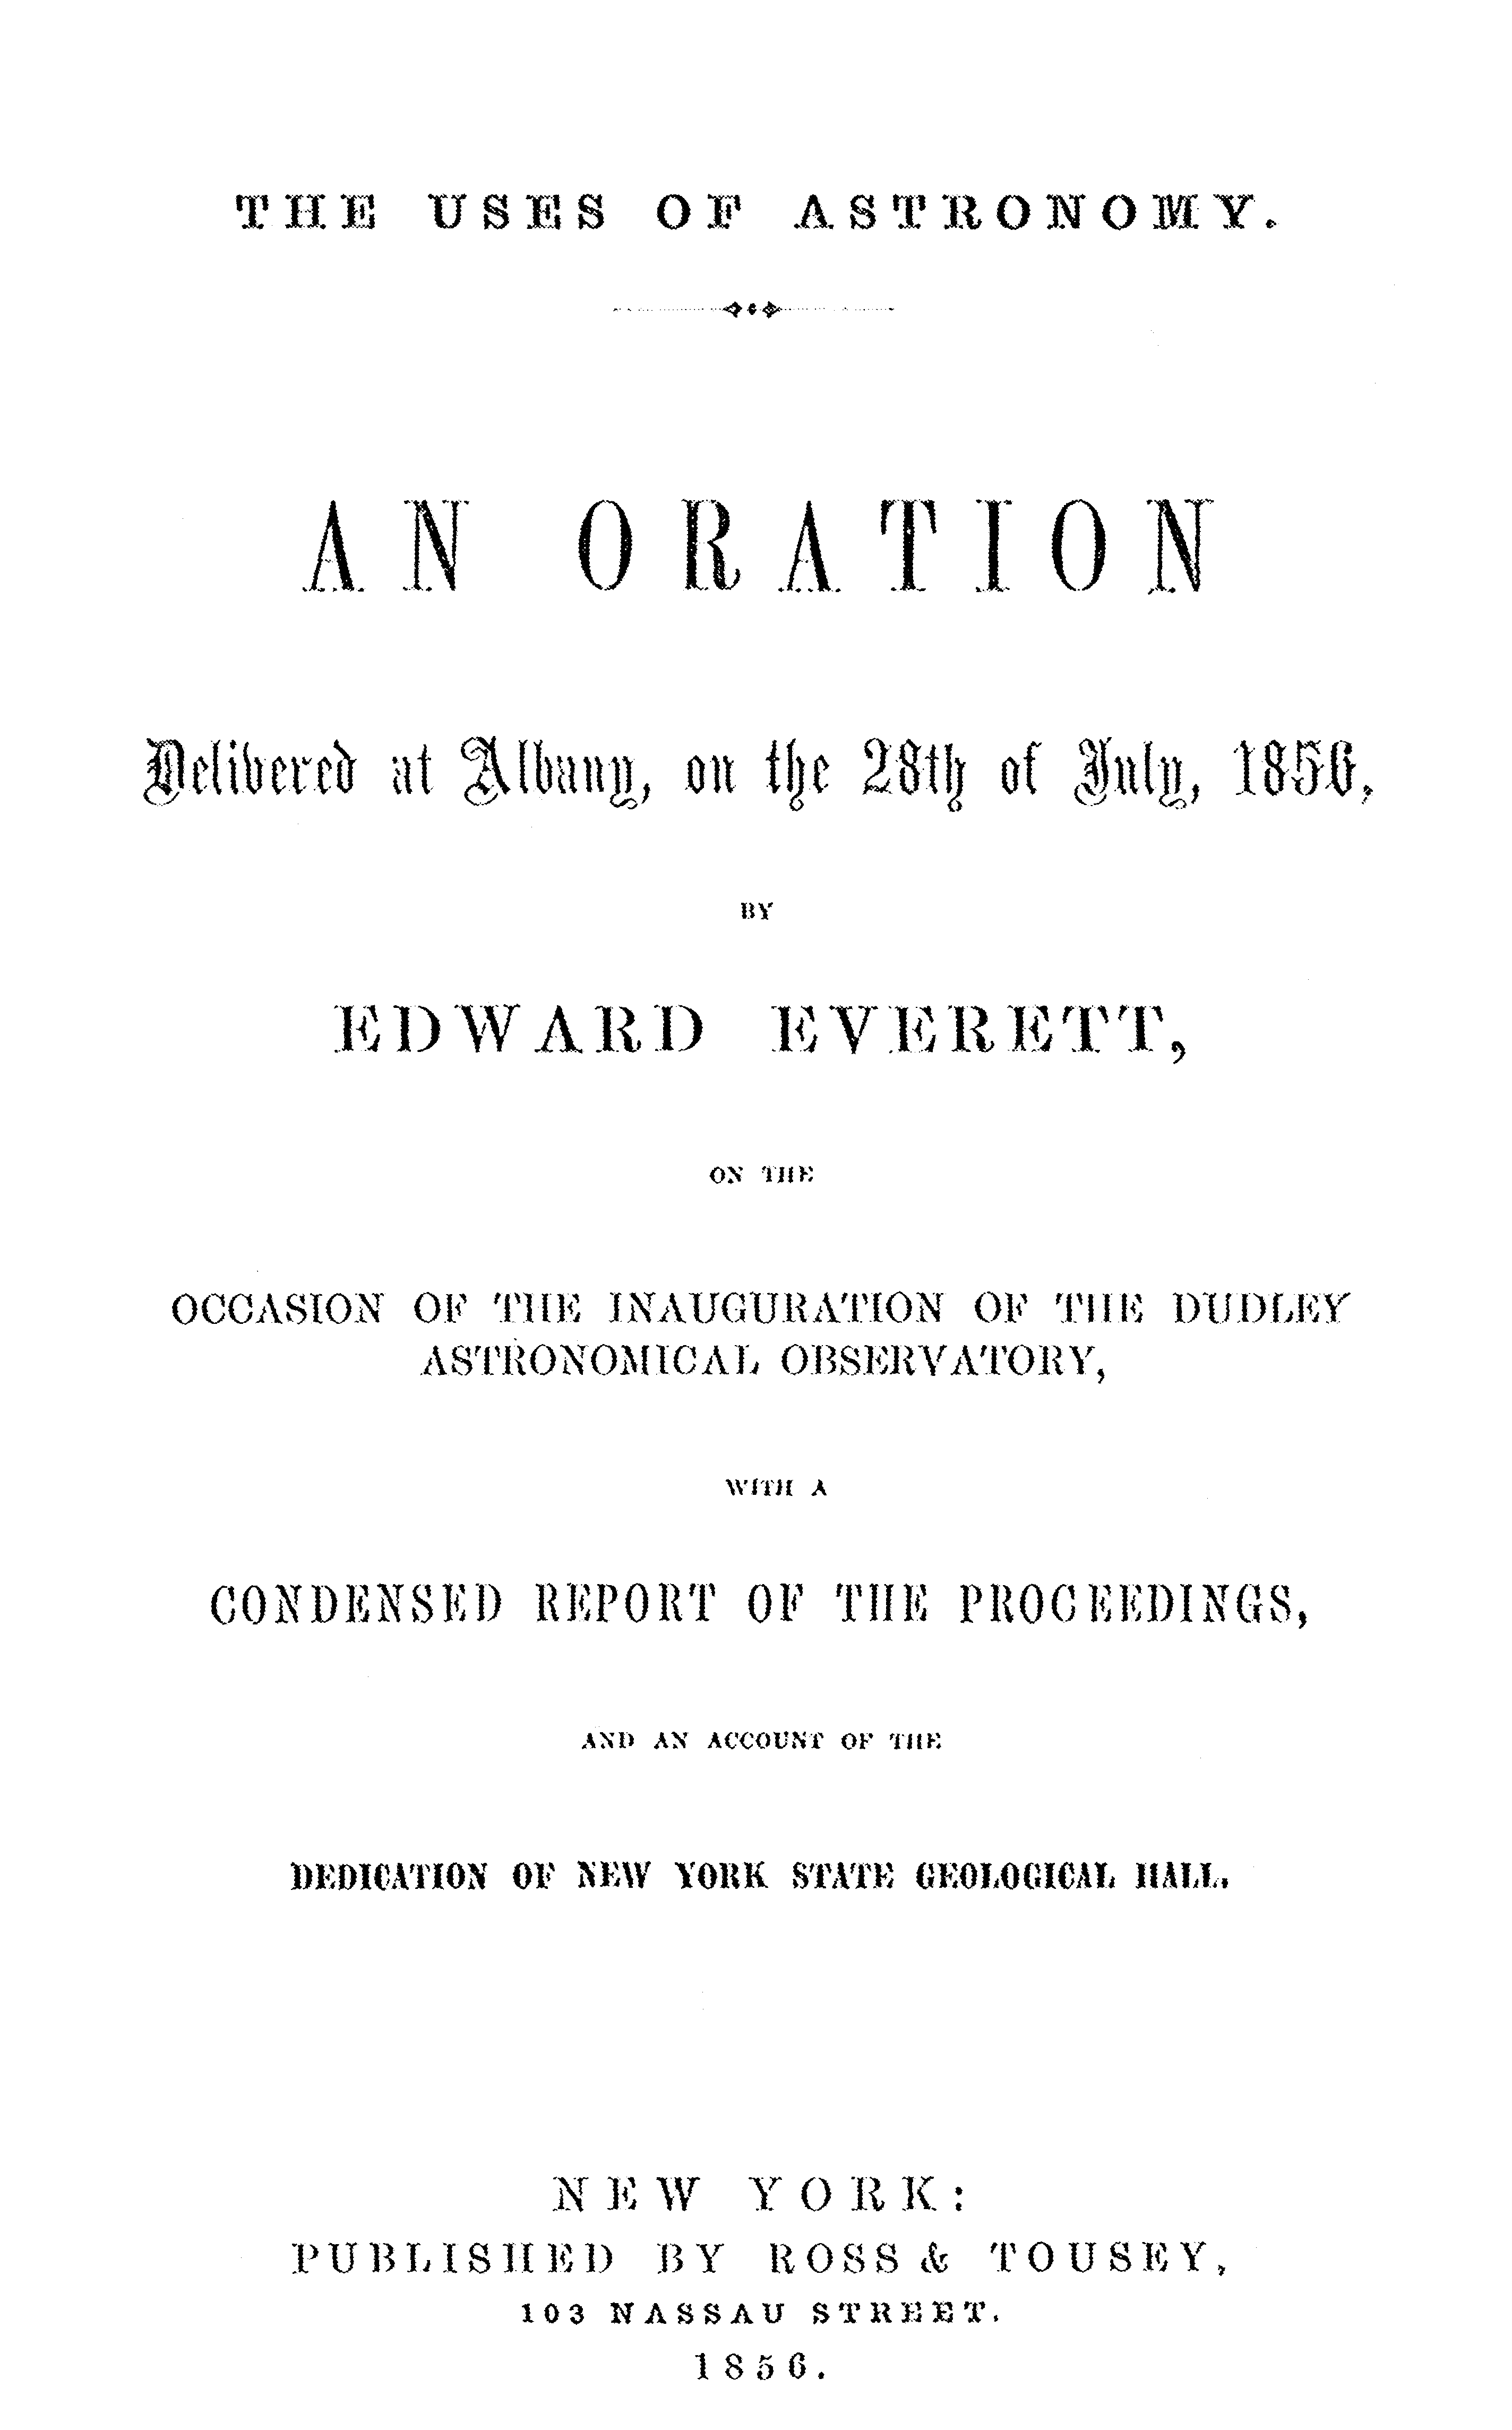 THE USES OF ASTRONOMY.
AN ORATION
Delivered at Albany, on the 28th of July, 1856,
BY
EDWARD EVERETT,
ON THE
OCCASION OF THE INAUGURATION OF THE DUDLEY
ASTRONOMICAL OBSERVATORY,
WITH A
CONDENSED REPORT OF THE PROCEEDINGS,
AND AN ACCOUNT OF THE
DEDICATION OF NEW YORK STATE GEOLOGICAL HALL.
NEW YORK:
PUBLISHED BY ROSS & TOUSEY,
103 NASSAU STREET.
1856.